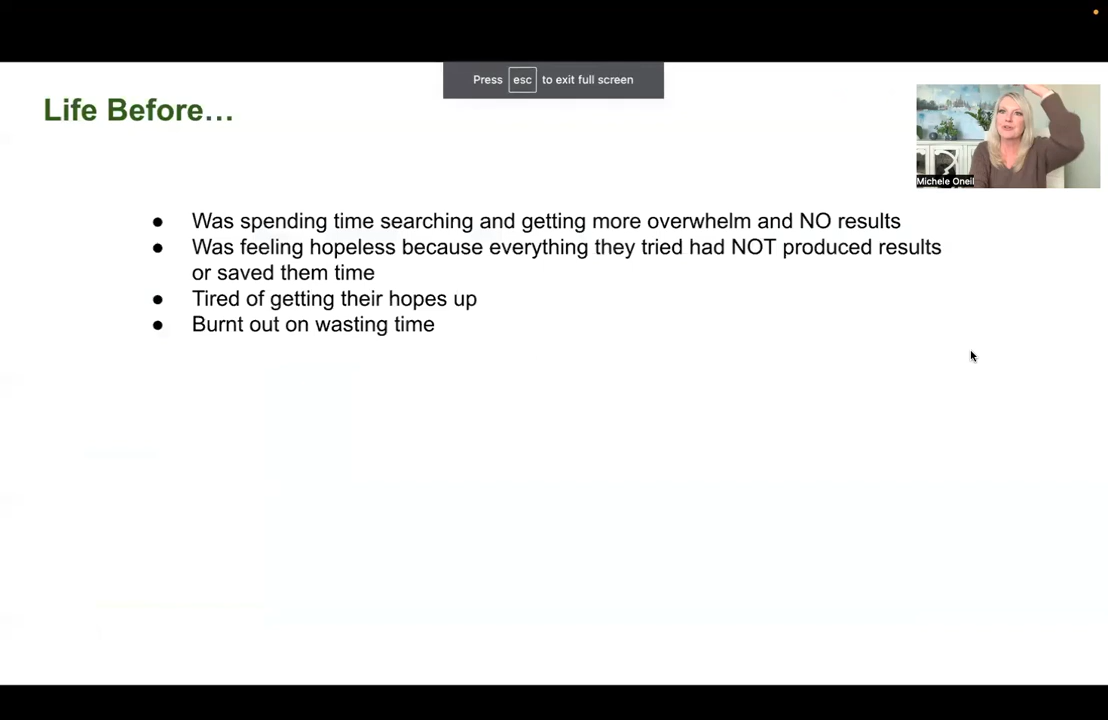 Press esc to exit full screen
Life Before…
Michele Oneil
● Was spending time searching and getting more overwhelm and NO results
● Was feeling hopeless because everything they tried had NOT produced results
or saved them time
● Tired of getting their hopes up
● Burnt out on wasting time